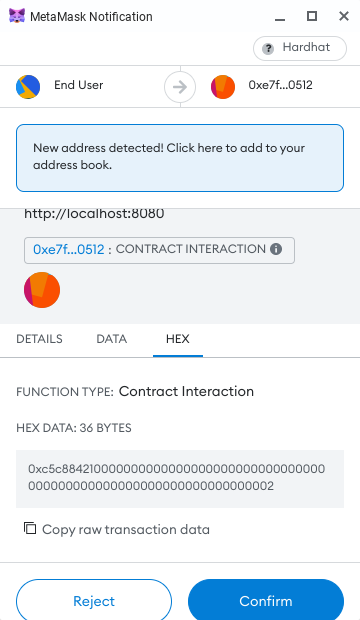 MetaMask Notification
Hardhat
End User
0xe7f...0512
New address detected! Click here to add to your
address book.
http://localhost:8080
0xe7f...0512 : CONTRACT INTERACTION
DETAILS
DATA
HEX
FUNCTION TYPE: Contract Interaction
HEX DATA: 36 BYTES
0xc5c88421000000000000000000000000000000
00000000000000000000000000000000002
Copy raw transaction data
Reject
Confirm